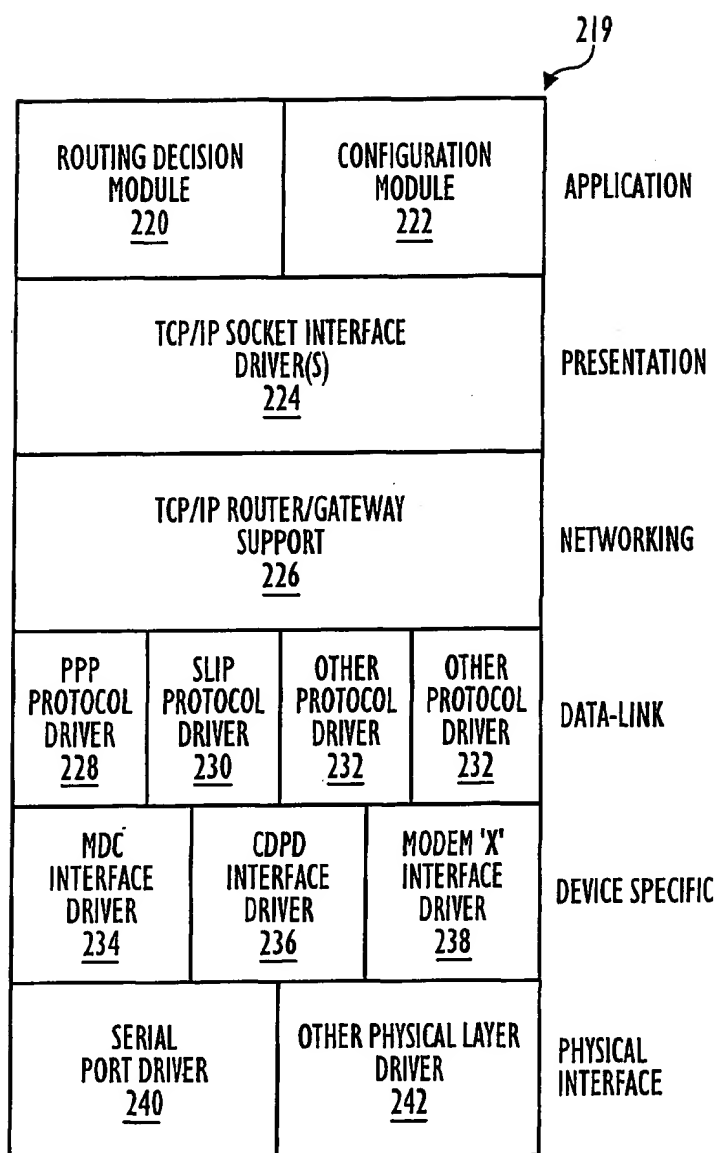 219
ROUTING DECISION
MODULE
220
CONFIGURATION
MODULE
222
APPLICATION
TCP/IP SOCKET INTERFACE
DRIVER(S)
224
PRESENTATION
TCP/IP ROUTER/GATEWAY
SUPPORT
226
NETWORKING
PPP
PROTOCOL
DRIVER
228
SLIP
PROTOCOL
DRIVER
230
OTHER
PROTOCOL
DRIVER
232
OTHER
PROTOCOL
DRIVER
232
DATA-LINK
MDC
INTERFACE
DRIVER
234
CDPD
INTERFACE
DRIVER
236
MODEM 'X'
INTERFACE
DRIVER
238
DEVICE SPECIFIC
SERIAL
PORT DRIVER
240
OTHER PHYSICAL LAYER
DRIVER
242
PHYSICAL
INTERFACE